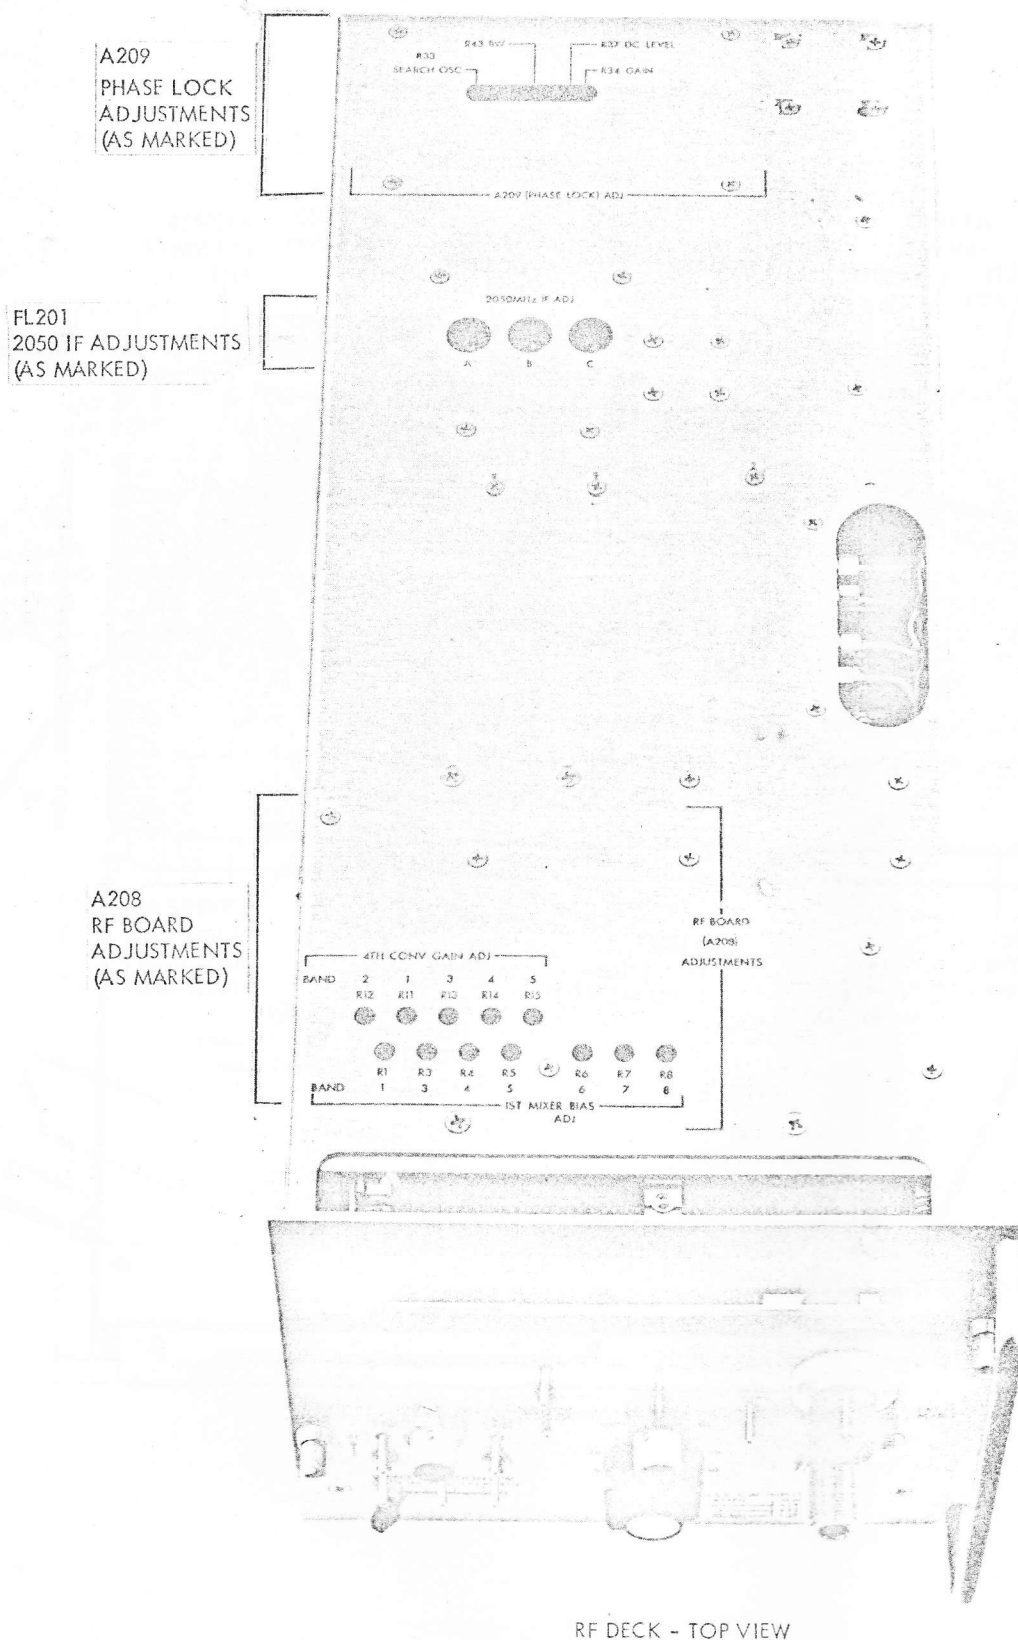 A209
PHASE LOCK
ADJUSTMENTS
(AS MARKED)
R43 BW
R37 DC LEVEL
R33
SEARCH OSC
R34 GAIN
A209 (PHASE LOCK) ADJ
FL201
2050 IF ADJUSTMENTS
(AS MARKED)
2050MHz IF ADJ
A B C
A208
RF BOARD
ADJUSTMENTS
(AS MARKED)
RF BOARD
(A208)
ADJUSTMENTS
4TH CONV GAIN ADJ
BAND 2 1 3 4 5
R12 R11 R13 R14 R15
R1 R3 R4 R5 R6 R7 R8
BAND 1 3 4 5 6 7 8
1ST MIXER BIAS
ADJ
RF DECK - TOP VIEW